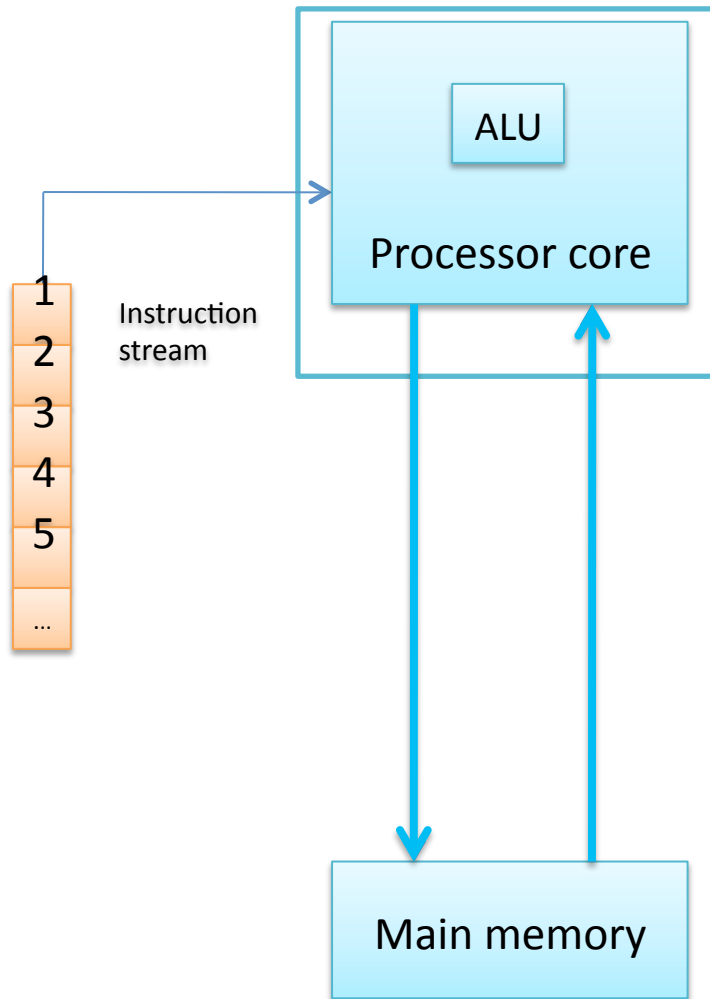 ALU
Processor core
1
2
3
4
5
...
Instruction
stream
Main memory